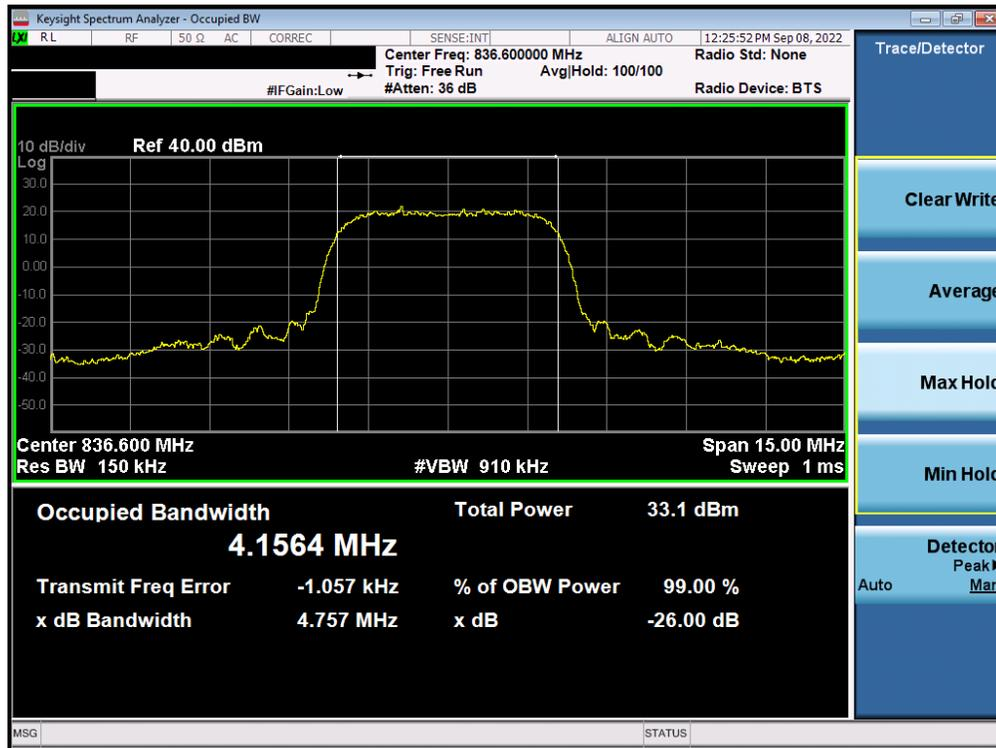 Keysight Spectrum Analyzer - Occupied BW
LXI RL RF 50 Ω AC CORREC SENSE:INT ALIGN AUTO 12:25:52 PM Sep 08, 2022
Center Freq: 836.600000 MHz Radio Std: None
Trig: Free Run Avg|Hold: 100/100
#IFGain:Low #Atten: 36 dB Radio Device: BTS
10 dB/div Ref 40.00 dBm
Log
30.0
20.0
10.0
0.00
-10.0
-20.0
-30.0
-40.0
-50.0
Center 836.600 MHz Span 15.00 MHz
Res BW 150 kHz #VBW 910 kHz Sweep 1 ms
Occupied Bandwidth Total Power 33.1 dBm
4.1564 MHz
Transmit Freq Error -1.057 kHz % of OBW Power 99.00 %
x dB Bandwidth 4.757 MHz x dB -26.00 dB
Trace/Detector
Clear Write
Average
Max Hold
Min Hold
Detector
Peak
Auto Man
MSG STATUS